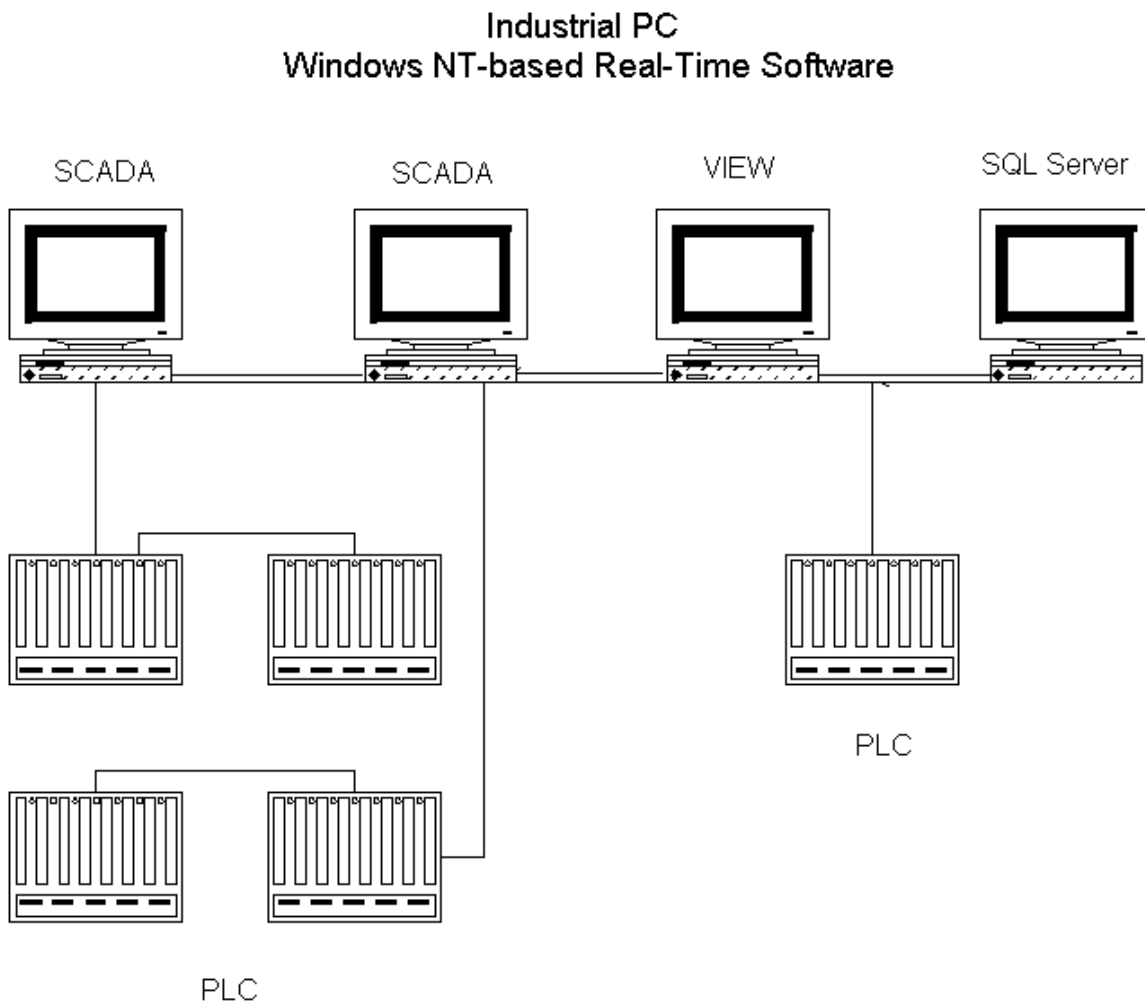 Industrial PC
Windows NT-based Real-Time Software
SCADA
SCADA
VIEW
SQL Server
PLC
PLC